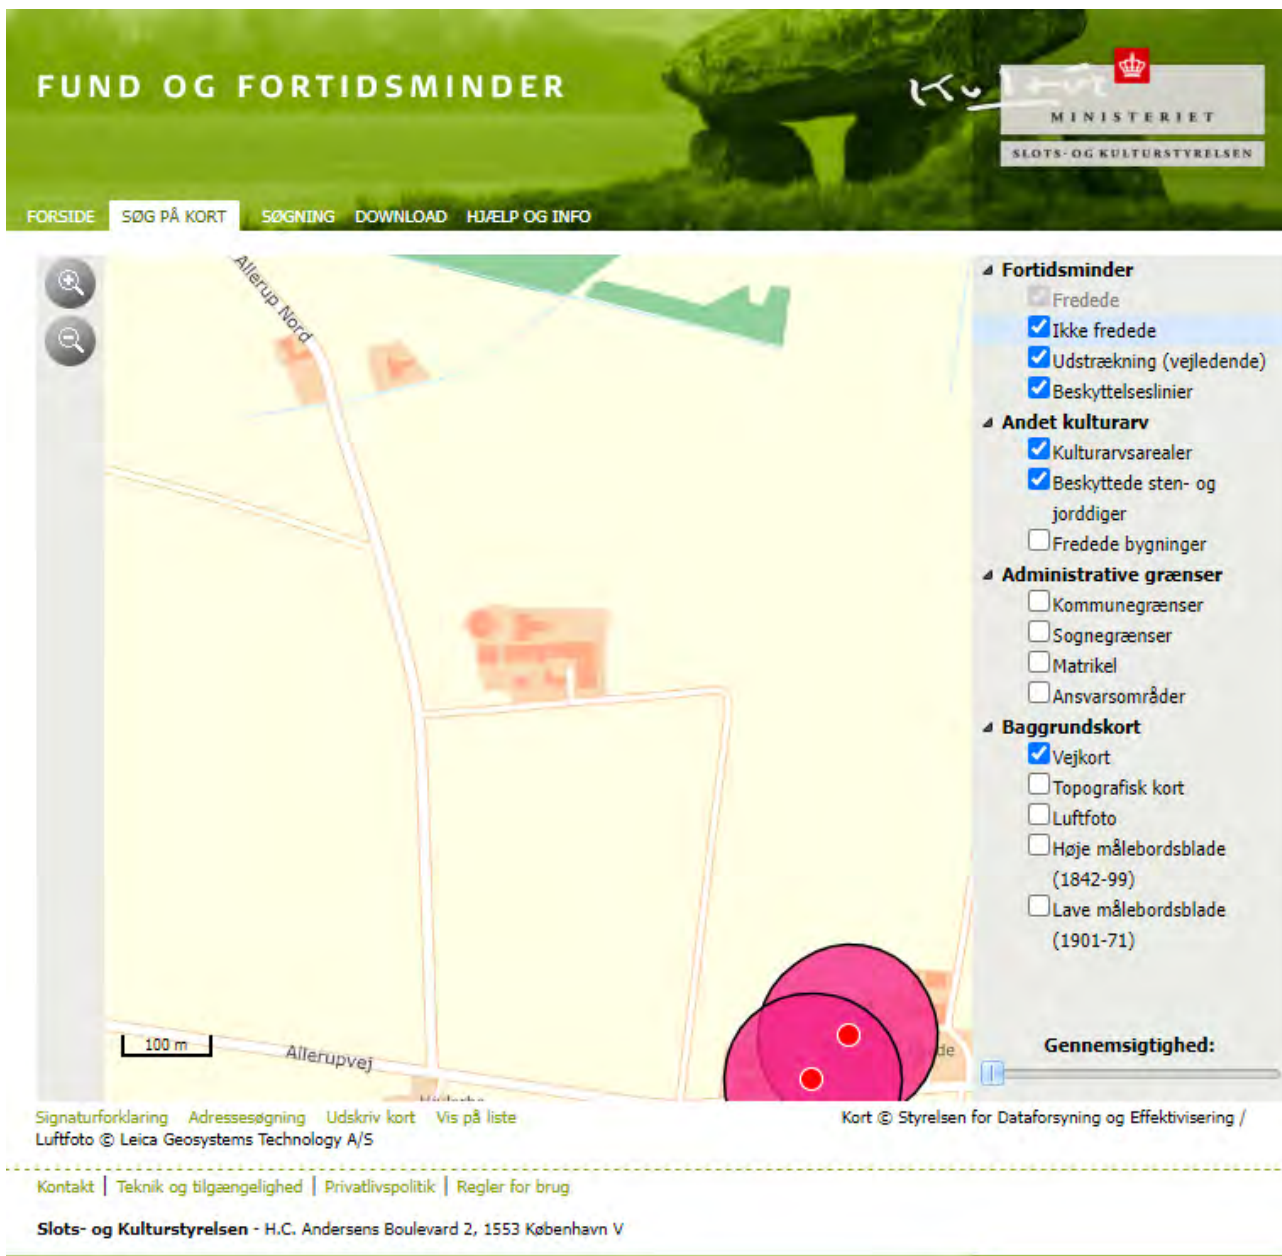 FUND OG FORTIDSMINDER
Kultur
MINISTERIET
SLOTS- OG KULTURSTYRELSEN
FORSIDE SØG PÅ KORT SØGNING DOWNLOAD HJÆLP OG INFO
Allerup Nord
Fortidsminder
Fredede
Ikke fredede
Udstrækning (vejledende)
Beskyttelseslinier
Andet kulturarv
Kulturarvsarealer
Beskyttede sten- og
jorddiger
Fredede bygninger
Administrative grænser
Kommunegrænser
Sognegrænser
Matrikel
Ansvarsområder
Baggrundskort
Vejkort
Topografisk kort
Luftfoto
Høje målebordsblade
(1842-99)
Lave målebordsblade
(1901-71)
Gennemsigtighed:
100 m
Allerupvej
de
Signaturforklaring Adressesøgning Udskriv kort Vis på liste
Kort © Styrelsen for Dataforsyning og Effektivisering /
Luftfoto © Leica Geosystems Technology A/S
Kontakt | Teknik og tilgængelighed | Privatlivspolitik | Regler for brug
Slots- og Kulturstyrelsen - H.C. Andersens Boulevard 2, 1553 København V